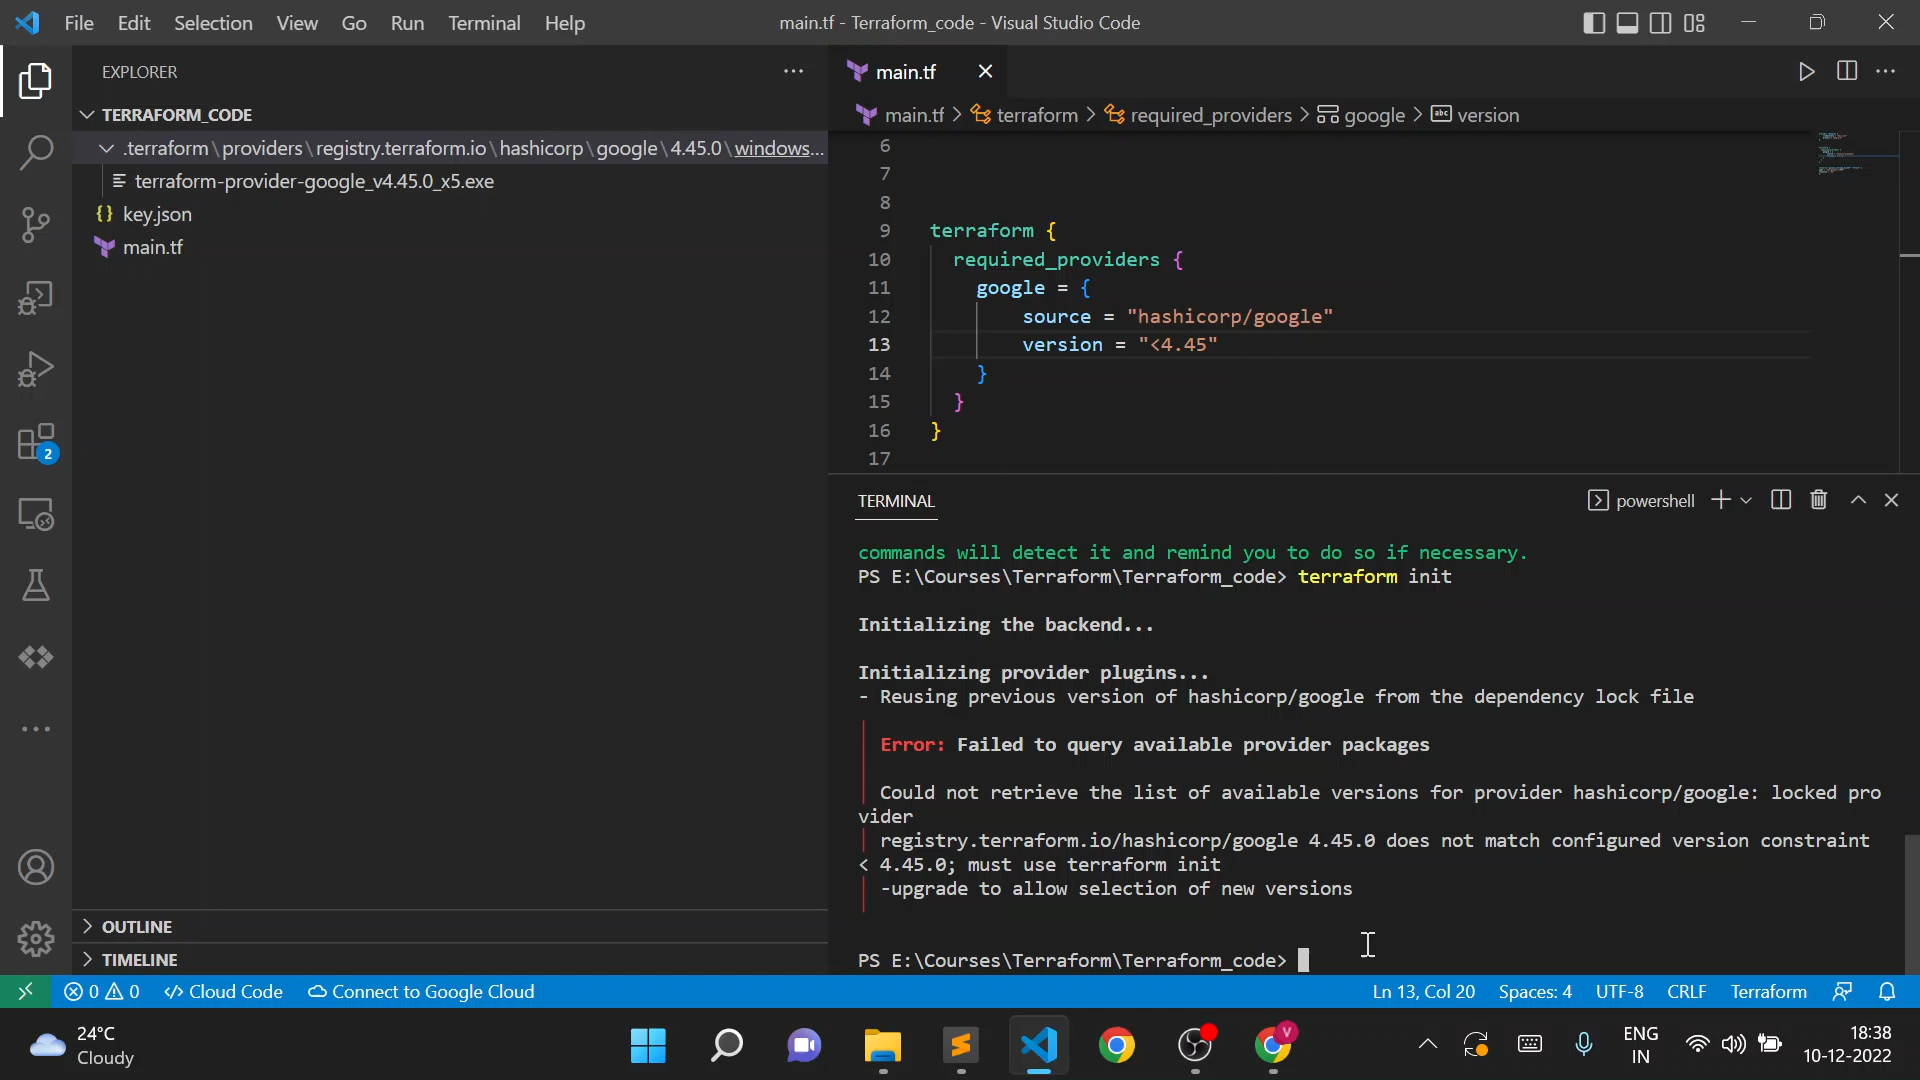 File Edit Selection View Go Run Terminal Help
main.tf - Terraform_code - Visual Studio Code
EXPLORER
TERRAFORM_CODE
.terraform\providers\registry.terraform.io\hashicorp\google\4.45.0\windows...
terraform-provider-google_v4.45.0_x5.exe
{} key.json
main.tf
OUTLINE
TIMELINE
2
main.tf
main.tf > terraform > required_providers > google > abc version
6
7
8
9 terraform {
10 required_providers {
11 google = {
12 source = "hashicorp/google"
13 version = "<4.45"
14 }
15 }
16 }
17
TERMINAL
powershell
commands will detect it and remind you to do so if necessary.
PS E:\Courses\Terraform\Terraform_code> terraform init
Initializing the backend...
Initializing provider plugins...
- Reusing previous version of hashicorp/google from the dependency lock file
Error: Failed to query available provider packages
Could not retrieve the list of available versions for provider hashicorp/google: locked pro
vider
registry.terraform.io/hashicorp/google 4.45.0 does not match configured version constraint
< 4.45.0; must use terraform init
-upgrade to allow selection of new versions
PS E:\Courses\Terraform\Terraform_code>
0 0 Cloud Code Connect to Google Cloud
Ln 13, Col 20 Spaces: 4 UTF-8 CRLF Terraform
24°C
Cloudy
V
ENG
IN
18:38
10-12-2022